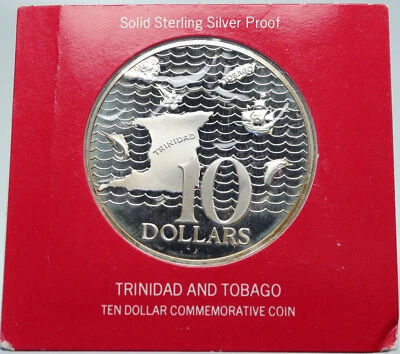 Solid Sterling Silver Proof
TOBAGO
TRINIDAD
10
DOLLARS
TRINIDAD AND TOBAGO
TEN DOLLAR COMMEMORATIVE COIN